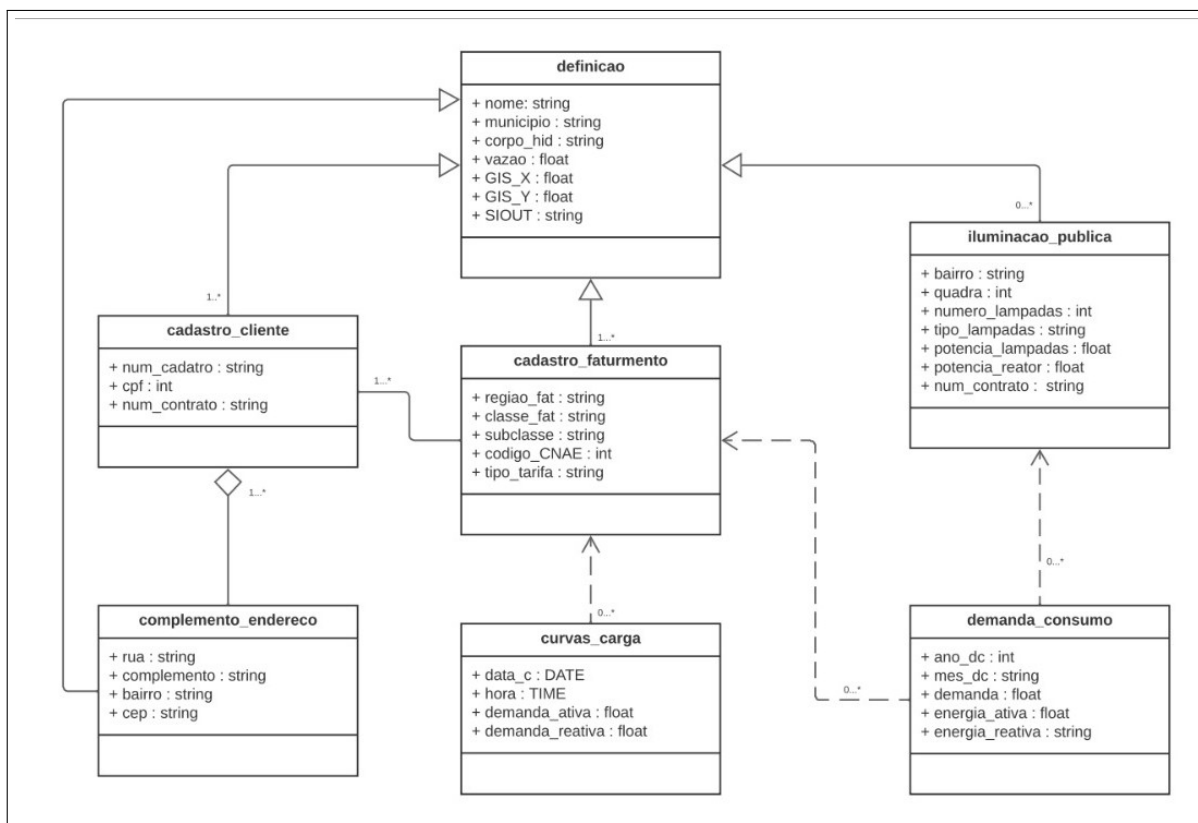 definicao
+ nome: string
+ municipio : string
+ corpo_hid : string
+ vazao : float
+ GIS_X : float
+ GIS_Y : float
+ SIOUT : string
0...*
iluminacao_publica
+ bairro : string
+ quadra : int
+ numero_lampadas : int
+ tipo_lampadas : string
+ potencia_lampadas : float
+ potencia_reator : float
+ num_contrato : string
1..*
cadastro_cliente
+ num_cadatro : string
+ cpf : int
+ num_contrato : string
1...*
1...*
cadastro_faturmento
+ regiao_fat : string
+ classe_fat : string
+ subclasse : string
+ codigo_CNAE : int
+ tipo_tarifa : string
1...*
complemento_endereco
+ rua : string
+ complemento : string
+ bairro : string
+ cep : string
0...*
curvas_carga
+ data_c : DATE
+ hora : TIME
+ demanda_ativa : float
+ demanda_reativa : float
0...*
0...*
demanda_consumo
+ ano_dc : int
+ mes_dc : string
+ demanda : float
+ energia_ativa : float
+ energia_reativa : string